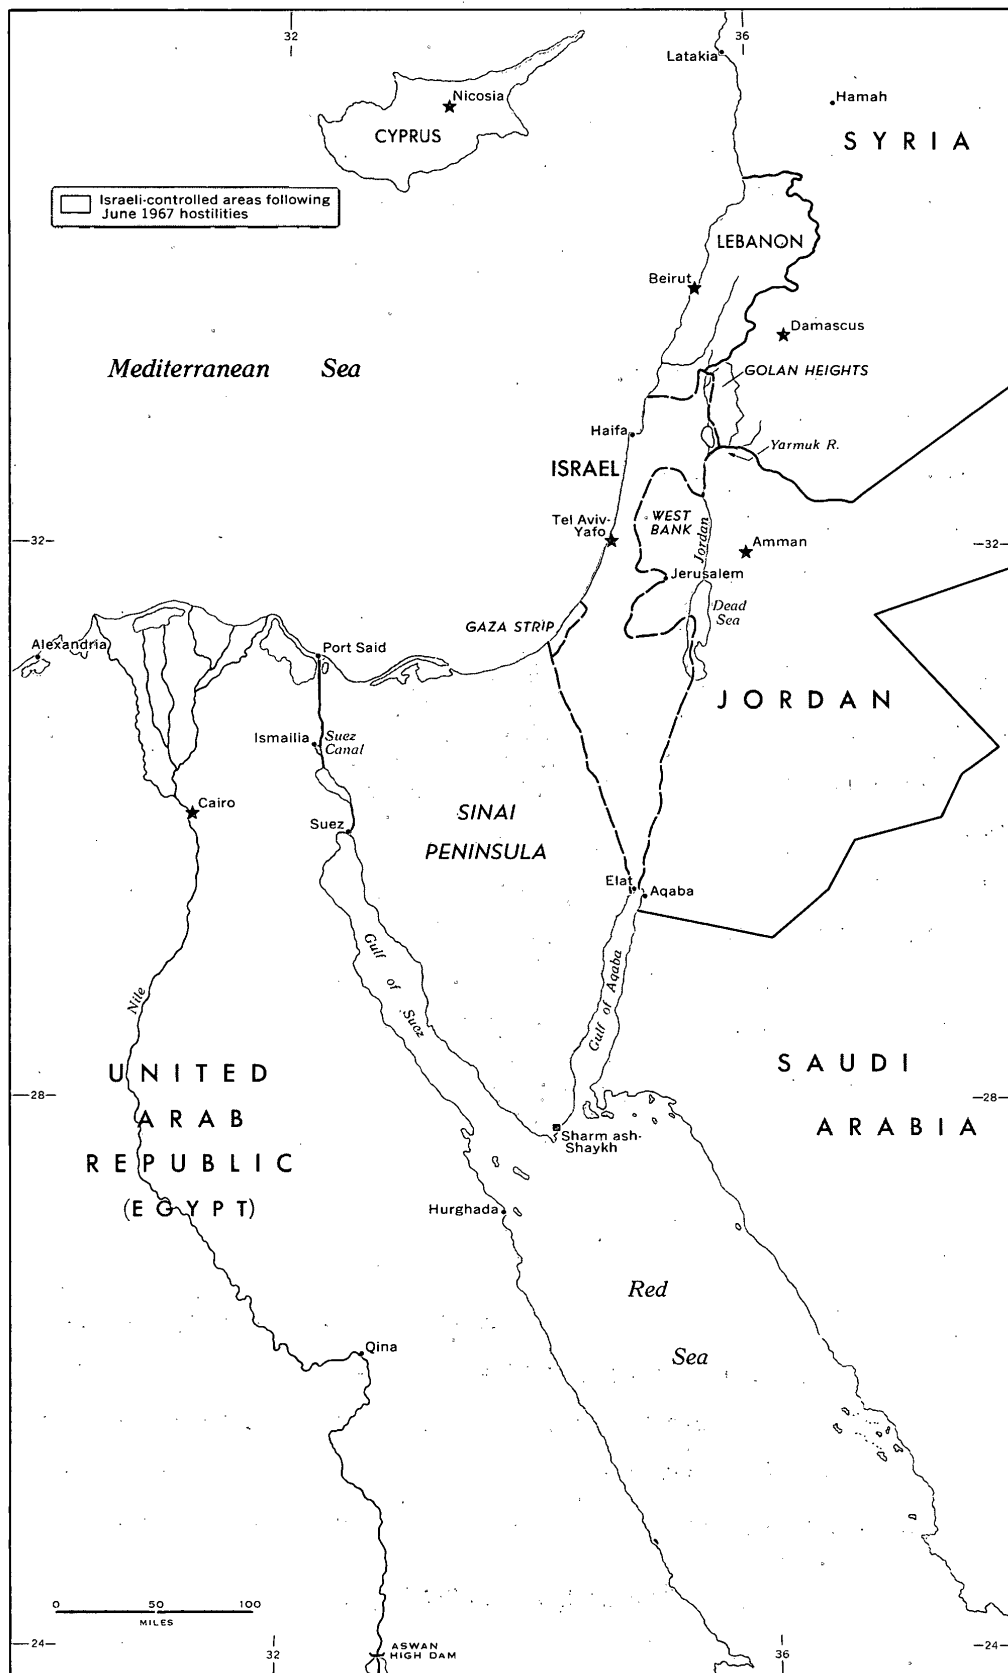 32
36
Latakia
Hamah
Nicosia
CYPRUS
SYRIA
Israeli-controlled areas following
June 1967 hostilities
LEBANON
Beirut
Damascus
Mediterranean Sea
GOLAN HEIGHTS
Haifa
Yarmuk R.
ISRAEL
WEST
BANK
Tel Aviv-
Yafo
Jordan
32
Amman
32
Jerusalem
Dead
Sea
GAZA STRIP
Alexandria
Port Said
JORDAN
Ismailia
Suez
Canal
Cairo
SINAI
PENINSULA
Suez
Elat
Aqaba
Gulf of Suez
Gulf of Aqaba
Nile
UNITED
ARAB
REPUBLIC
(EGYPT)
SAUDI
ARABIA
28
28
Sharm ash-
Shaykh
Hurghada
Red
Sea
Qina
0 50 100
MILES
24
32
ASWAN
HIGH DAM
36
24